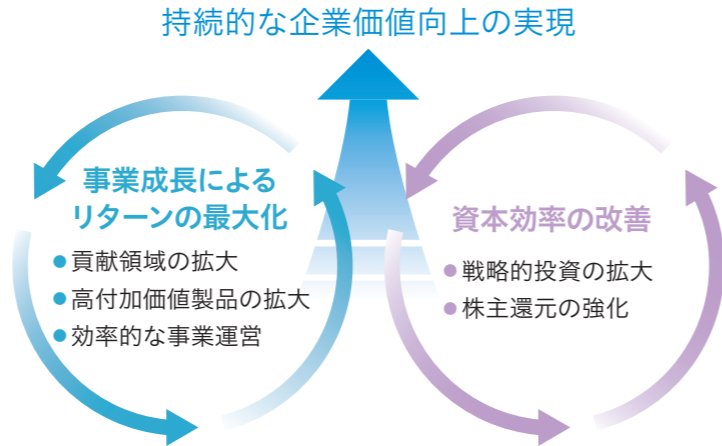 持続的な企業価値向上の実現
事業成長による
リターンの最大化
●貢献領域の拡大
●高付加価値製品の拡大
●効率的な事業運営
資本効率の改善
●戦略的投資の拡大
●株主還元の強化